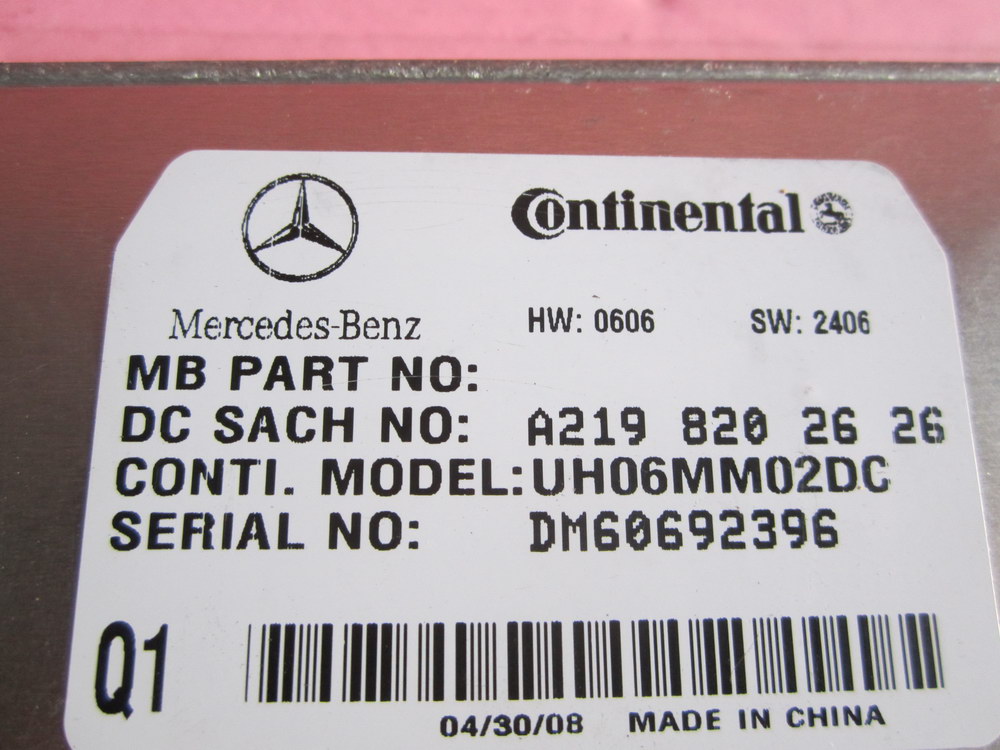 Continental
Mercedes-Benz
HW: 0606 SW: 2406
MB PART NO:
DC SACH NO: A219 820 26 26
CONTI. MODEL: UH06MM02DC
SERIAL NO: DM60692396
Q1
04/30/08 MADE IN CHINA